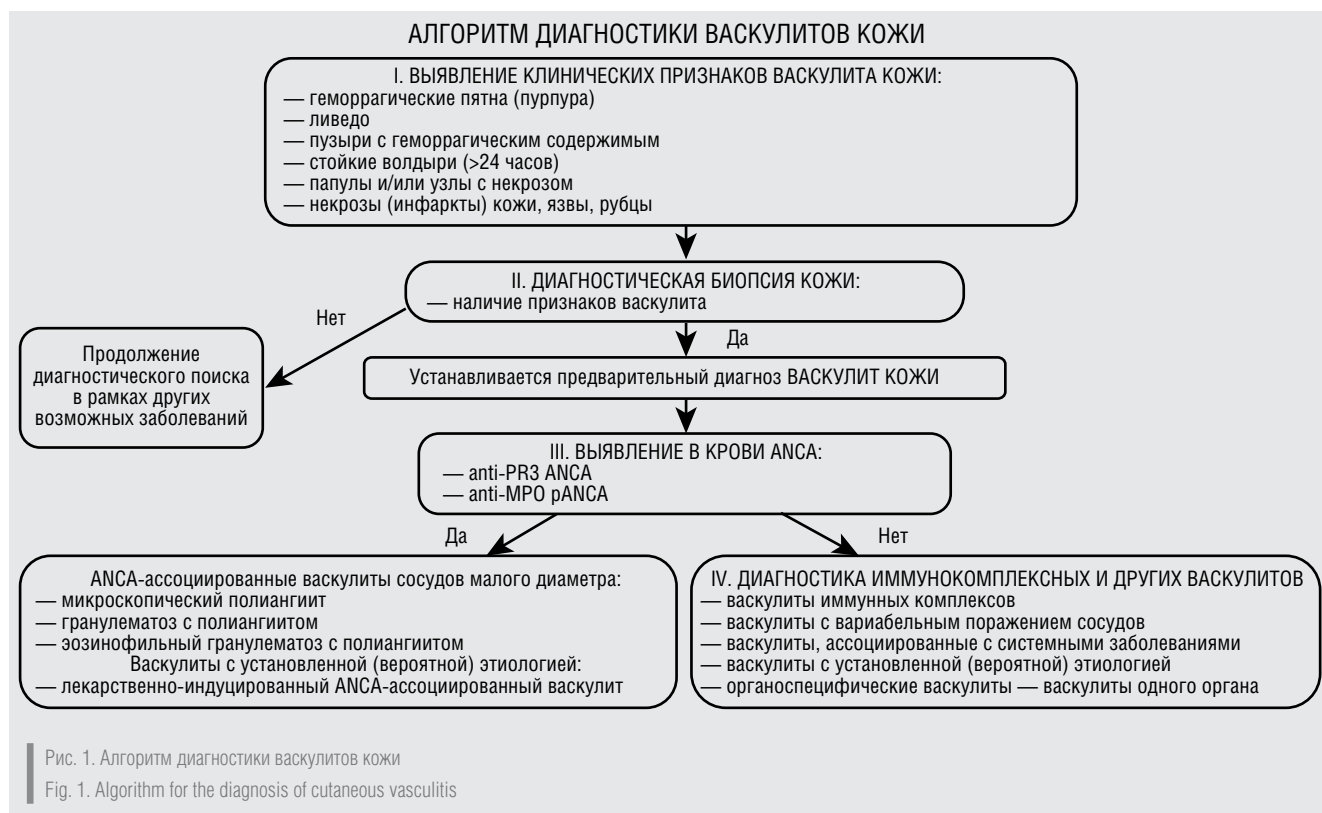 АЛГОРИТМ ДИАГНОСТИКИ ВАСКУЛИТОВ КОЖИ
I. ВЫЯВЛЕНИЕ КЛИНИЧЕСКИХ ПРИЗНАКОВ ВАСКУЛИТА КОЖИ:
— геморрагические пятна (пурпура)
— ливедо
— пузыри с геморрагическим содержимым
— стойкие волдыри (>24 часов)
— папулы и/или узлы с некрозом
— некрозы (инфаркты) кожи, язвы, рубцы
II. ДИАГНОСТИЧЕСКАЯ БИОПСИЯ КОЖИ:
— наличие признаков васкулита
Нет
Да
Продолжение
диагностического поиска
в рамках других
возможных заболеваний
Устанавливается предварительный диагноз ВАСКУЛИТ КОЖИ
III. ВЫЯВЛЕНИЕ В КРОВИ ANCA:
— anti-PR3 ANCA
— anti-MPO pANCA
Да
Нет
ANCA-ассоциированные васкулиты сосудов малого диаметра:
— микроскопический полиангиит
— гранулематоз с полиангиитом
— эозинофильный гранулематоз с полиангиитом
Васкулиты с установленной (вероятной) этиологией:
— лекарственно-индуцированный ANCA-ассоциированный васкулит
IV. ДИАГНОСТИКА ИММУНОКОМПЛЕКСНЫХ И ДРУГИХ ВАСКУЛИТОВ
— васкулиты иммунных комплексов
— васкулиты с вариабельным поражением сосудов
— васкулиты, ассоциированные с системными заболеваниями
— васкулиты с установленной (вероятной) этиологией
— органоспецифические васкулиты — васкулиты одного органа
Рис. 1. Алгоритм диагностики васкулитов кожи
Fig. 1. Algorithm for the diagnosis of cutaneous vasculitis